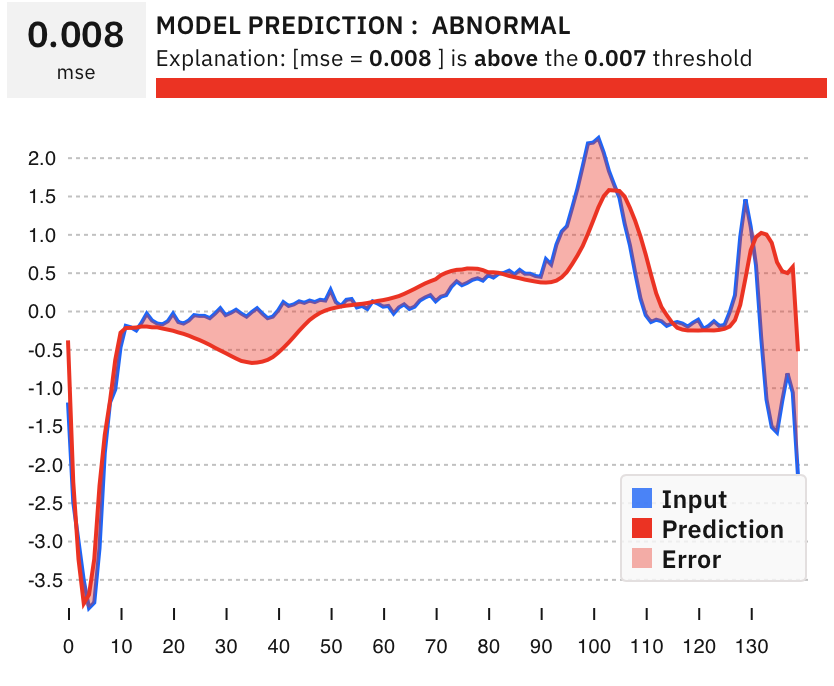 0.008
mse
MODEL PREDICTION : ABNORMAL
Explanation: [mse = 0.008 ] is above the 0.007 threshold
2.0
1.5
1.0
0.5
0.0
-0.5
-1.0
-1.5
-2.0
-2.5
-3.0
-3.5
Input
Prediction
Error
0 10 20 30 40 50 60 70 80 90 100 110 120 130